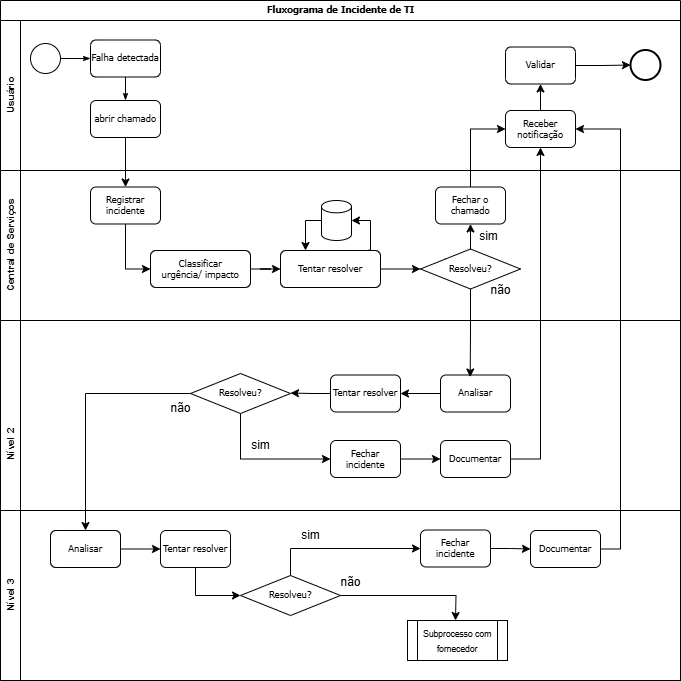 Fluxograma de Incidente de TI
Usuário
Falha detectada
abrir chamado
Validar
Receber
notificação
Central de Serviços
Registrar
incidente
Classificar
urgência/ impacto
Tentar resolver
Fechar o
chamado
sim
Resolveu?
não
Nível 2
Resolveu?
Tentar resolver
Analisar
não
sim
Fechar
incidente
Documentar
Nível 3
Analisar
Tentar resolver
sim
Fechar
incidente
Documentar
Resolveu?
não
Subprocesso com
fornecedor